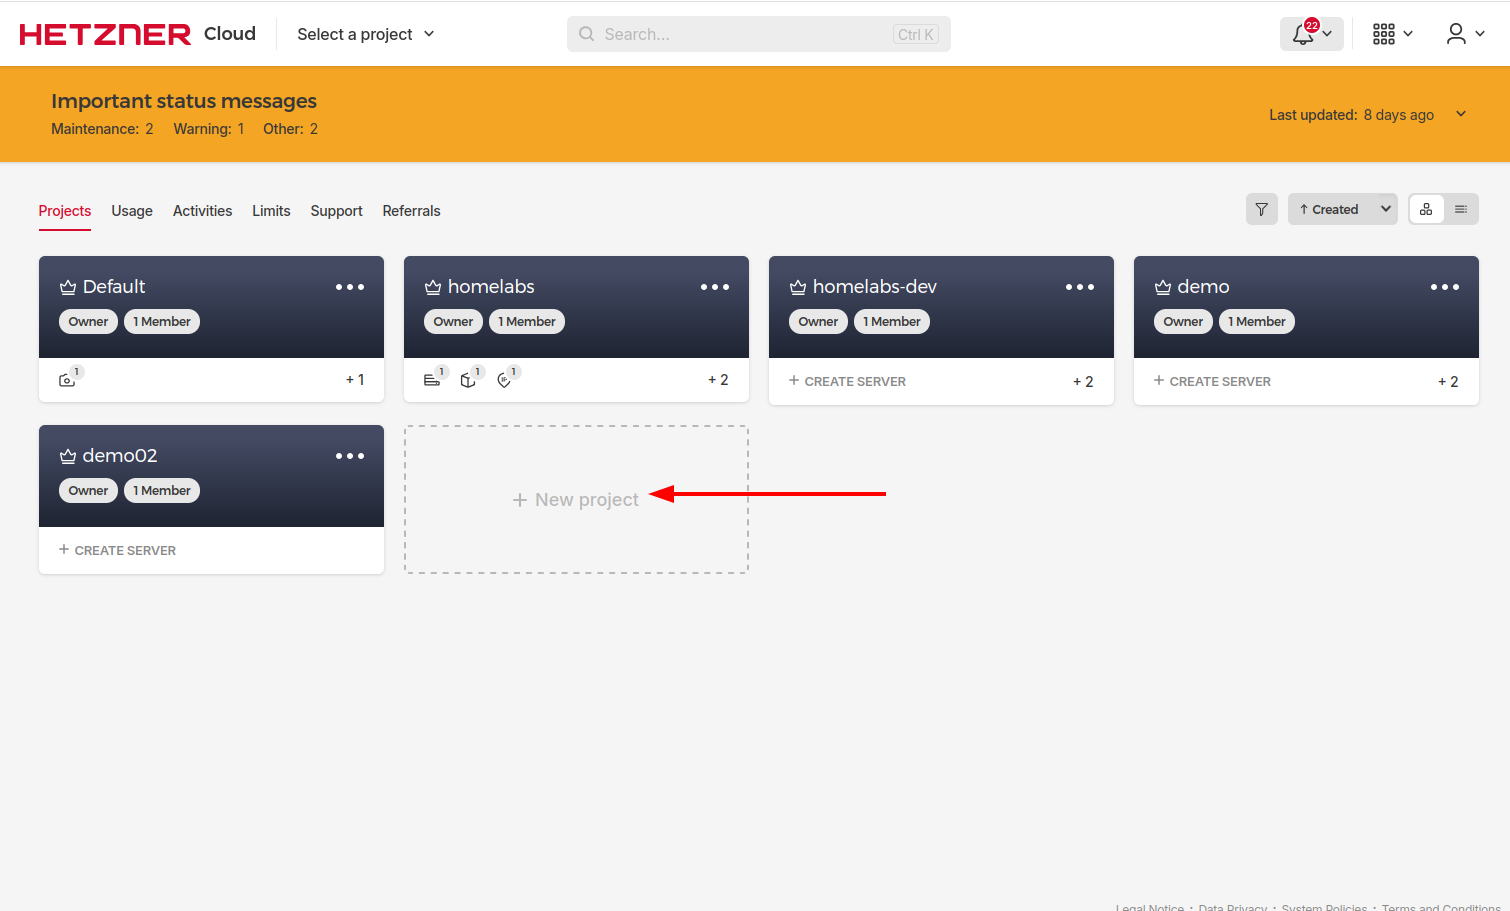 HETZNER Cloud Select a project Search... Ctrl K 22
Important status messages
Maintenance: 2 Warning: 1 Other: 2
Last updated: 8 days ago
Projects Usage Activities Limits Support Referrals
↑ Created
Default
Owner 1 Member
1 + 1
homelabs
Owner 1 Member
1 1 1 + 2
homelabs-dev
Owner 1 Member
+ CREATE SERVER + 2
demo
Owner 1 Member
+ CREATE SERVER + 2
demo02
Owner 1 Member
+ CREATE SERVER
+ New project
Legal Notice · Data Privacy · System Policies · Terms and Conditions